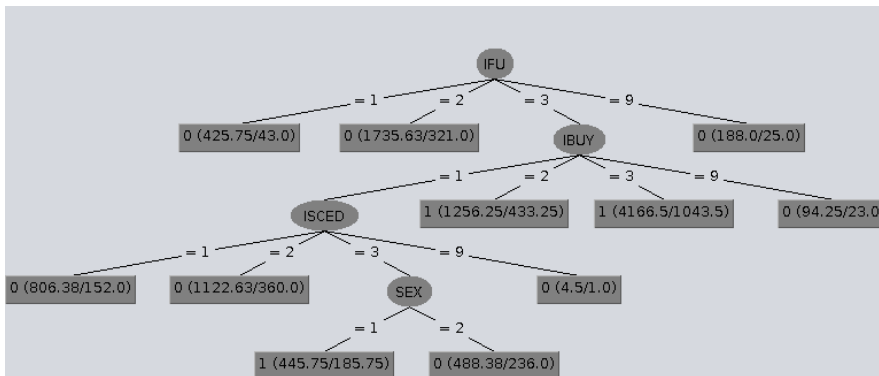 IFU
= 1 = 2 = 3 = 9
0 (425.75/43.0) 0 (1735.63/321.0) IBUY 0 (188.0/25.0)
= 1 = 2 = 3 = 9
ISCED 1 (1256.25/433.25) 1 (4166.5/1043.5) 0 (94.25/23.0
= 1 = 2 = 3 = 9
0 (806.38/152.0) 0 (1122.63/360.0) SEX 0 (4.5/1.0)
= 1 = 2
1 (445.75/185.75) 0 (488.38/236.0)